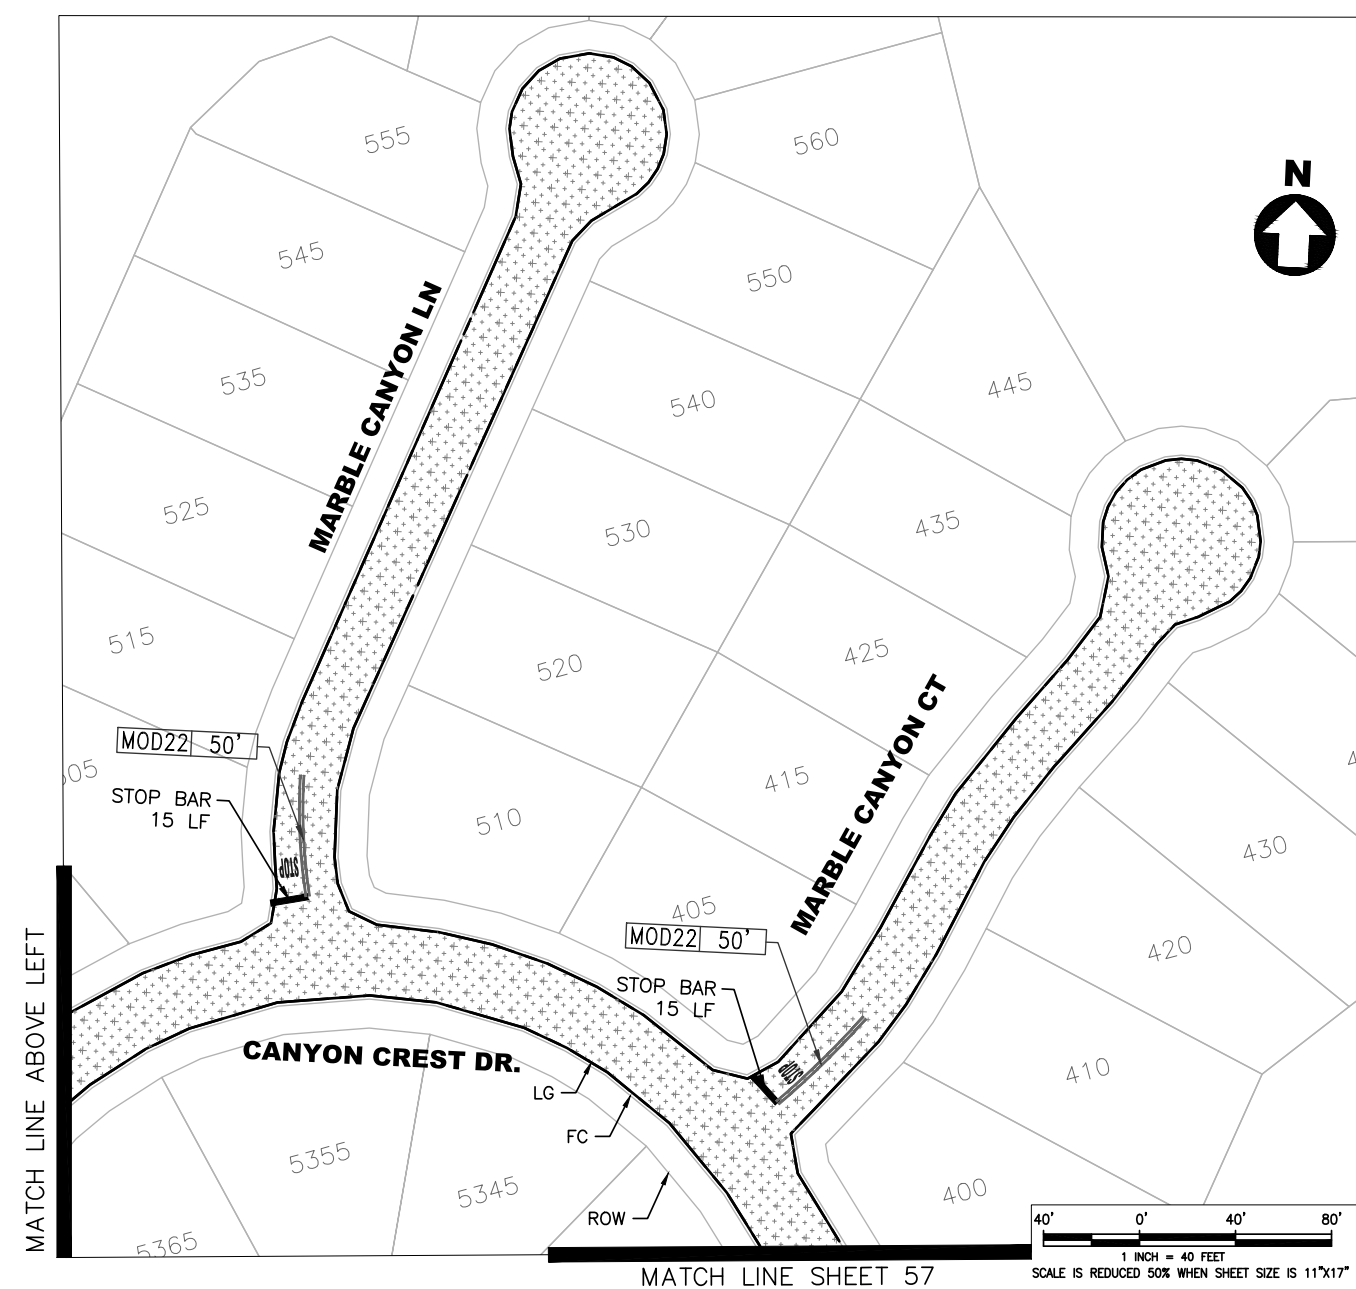 555
560
N
545
550
MARBLE CANYON LN
535
540
445
525
530
435
515
520
425
MARBLE CANYON CT
MOD22 50'
STOP BAR
15 LF
510
415
430
STOP
405
MOD22 50'
STOP BAR
15 LF
420
MATCH LINE ABOVE LEFT
CANYON CREST DR.
STOP
410
LG
FC
5355
5345
400
ROW
5365
40' 0' 40' 80'
1 INCH = 40 FEET
SCALE IS REDUCED 50% WHEN SHEET SIZE IS 11"X17"
MATCH LINE SHEET 57